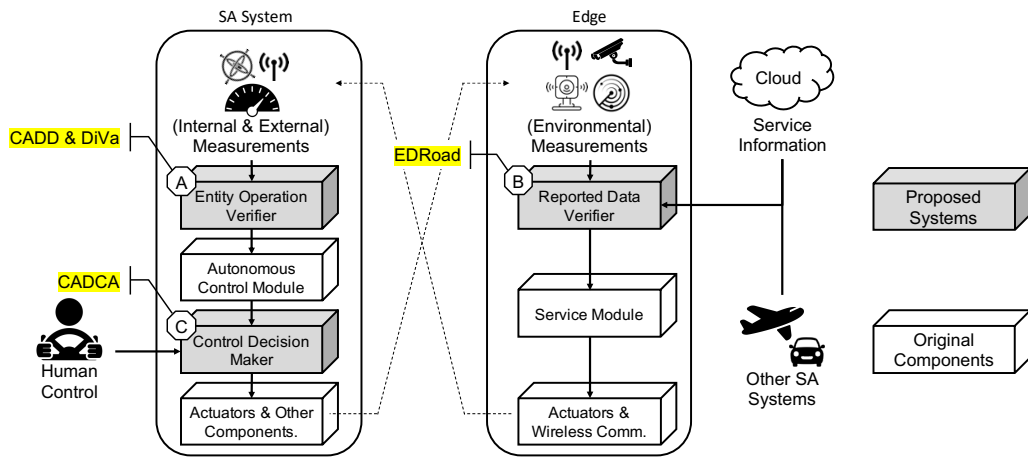 SA System
Edge
(Internal & External)
Measurements
(Environmental)
Measurements
Cloud
Service
Information
CADD & DiVa
A
Entity Operation
Verifier
EDRoad
B
Reported Data
Verifier
Proposed
Systems
Autonomous
Control Module
CADCA
C
Control Decision
Maker
Human
Control
Service Module
Other SA
Systems
Original
Components
Actuators & Other
Components.
Actuators &
Wireless Comm.